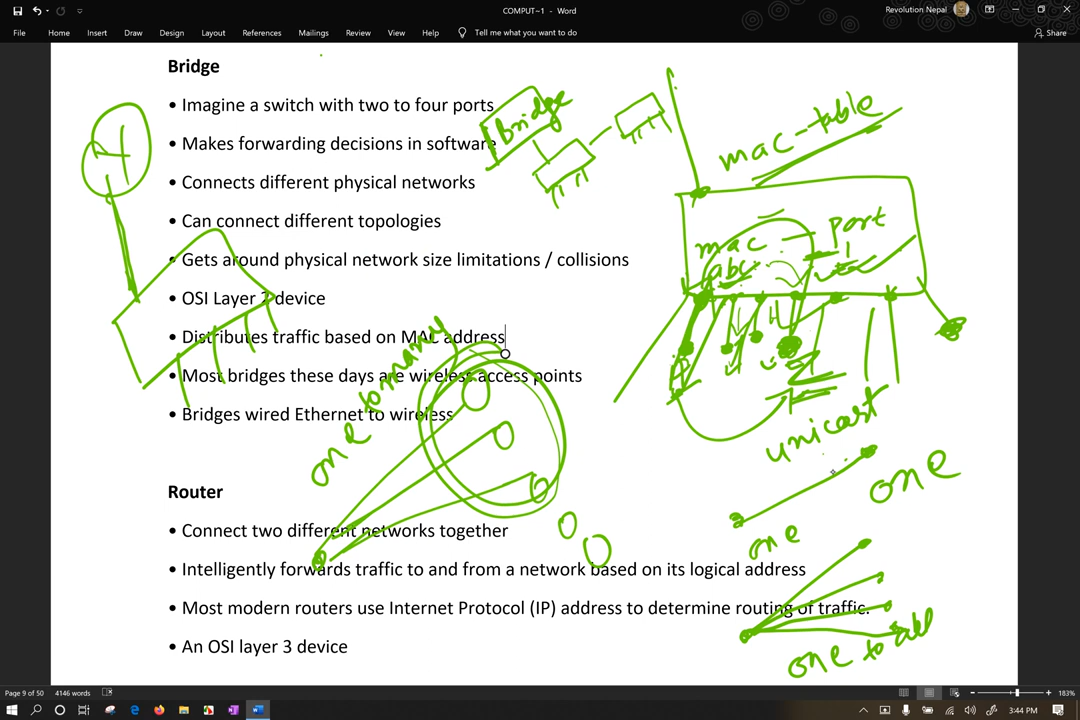 COMPUT~1 - Word
Revolution Nepal
File Home Insert Draw Design Layout References Mailings Review View Help Tell me what you want to do
Share
Bridge
• Imagine a switch with two to four ports
• Makes forwarding decisions in software
• Connects different physical networks
• Can connect different topologies
• Gets around physical network size limitations / collisions
• OSI Layer 2 device
• Distributes traffic based on MAC address
• Most bridges these days are wireless access points
• Bridges wired Ethernet to wireless
Bridge
mac - table
mac - port
abc - 1
unicast
one
one
one to many
one to all
Router
• Connect two different networks together
• Intelligently forwards traffic to and from a network based on its logical address
• Most modern routers use Internet Protocol (IP) address to determine routing of traffic.
• An OSI layer 3 device
Page 9 of 50 4146 words
183%
3:44 PM